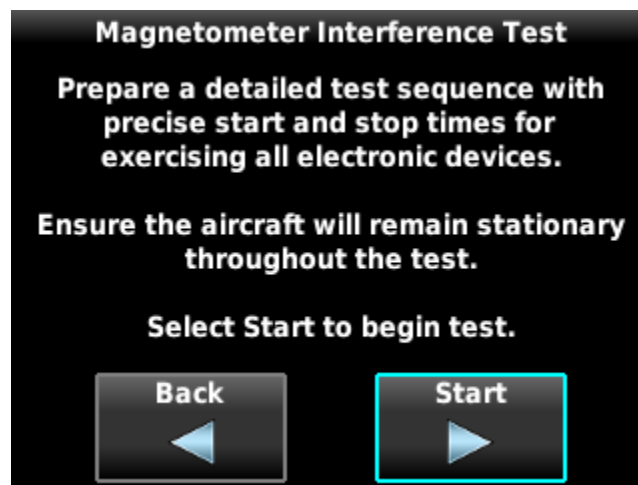 Magnetometer Interference Test
Prepare a detailed test sequence with
precise start and stop times for
exercising all electronic devices.
Ensure the aircraft will remain stationary
throughout the test.
Select Start to begin test.
Back
Start